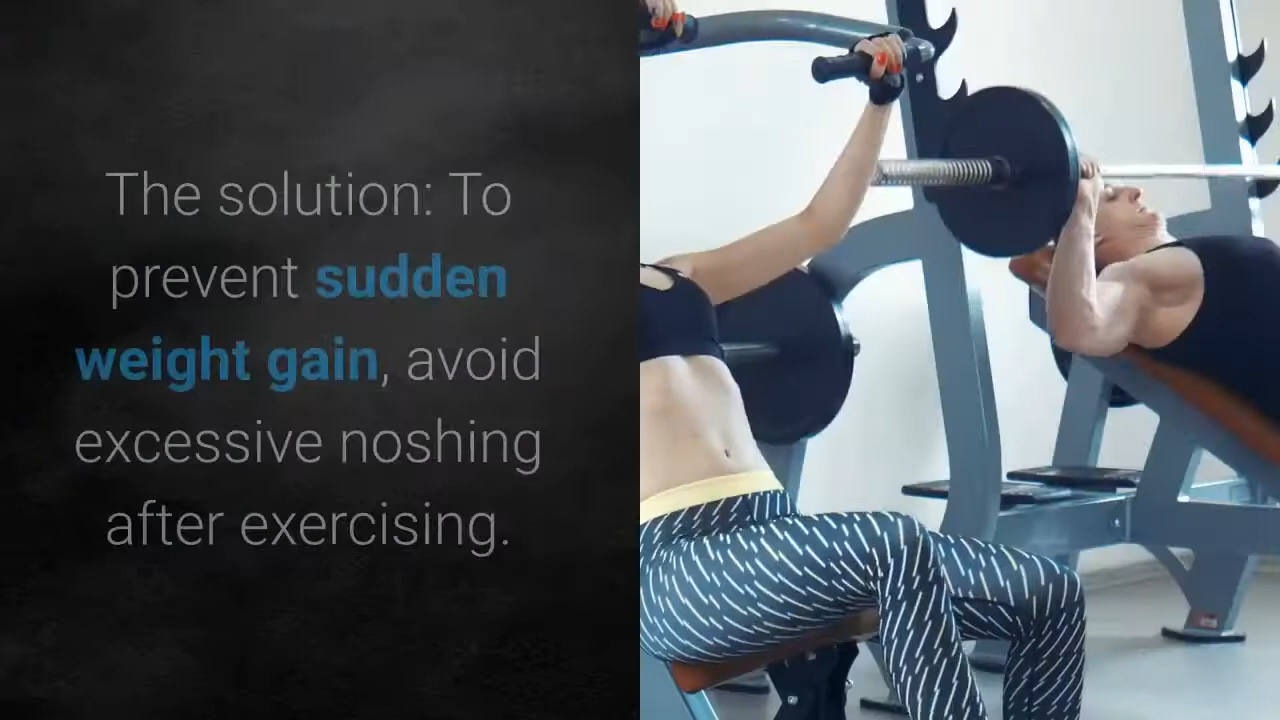 The solution: To
prevent sudden
weight gain, avoid
excessive noshing
after exercising.